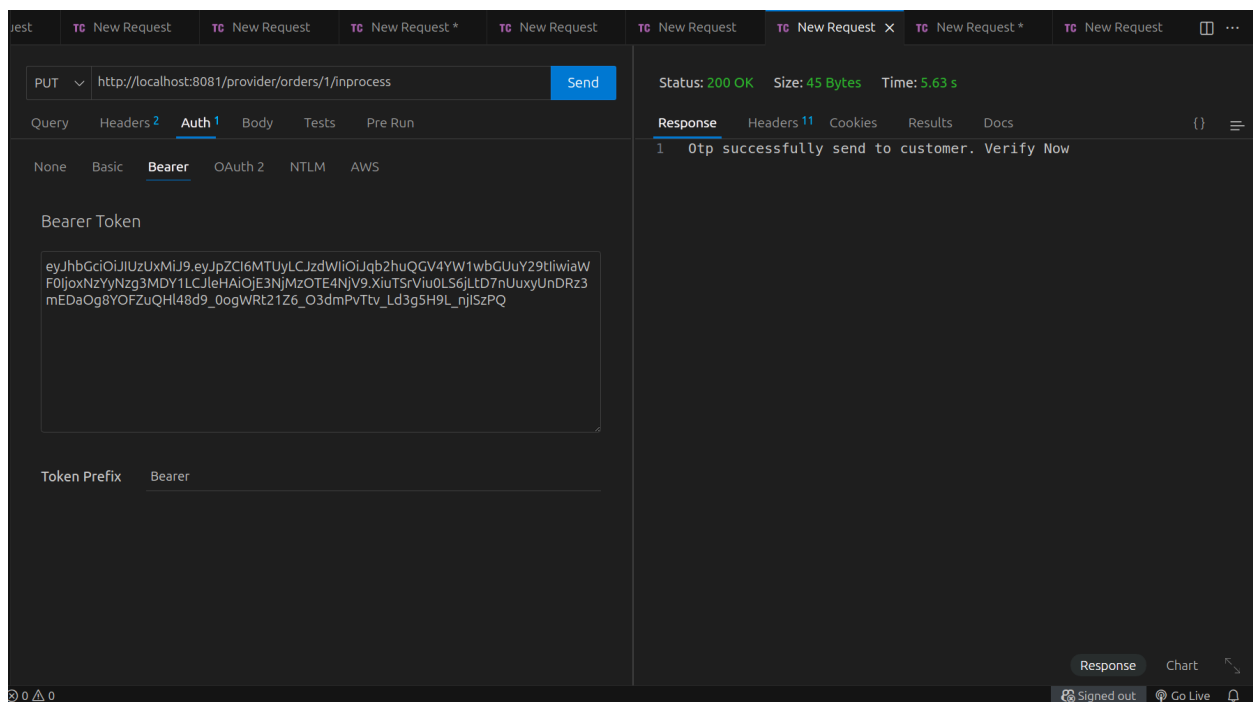 uest TC New Request TC New Request TC New Request * TC New Request TC New Request TC New Request × TC New Request * TC New Request ···
PUT http://localhost:8081/provider/orders/1/inprocess Send
Status: 200 OK Size: 45 Bytes Time: 5.63 s
Query Headers 2 Auth 1 Body Tests Pre Run
Response Headers 11 Cookies Results Docs {}
None Basic Bearer OAuth 2 NTLM AWS
1 Otp successfully send to customer. Verify Now
Bearer Token
eyJhbGciOiJIUzUxMiJ9.eyJpZCI6MTUyLCJzdWIiOiJqb2huQGV4YW1wbGUuY29tIiwiaW
F0IjoxNzYyNzg3MDY1LCJleHAiOjE3NjMzOTE4NjV9.XiuTSrViu0LS6jLtD7nUuxyUnDRz3
mEDaOg8YOFZuQHl48d9_0ogWRt21Z6_O3dmPvTtv_Ld3g5H9L_njISzPQ
Token Prefix Bearer
Response Chart
0 0 Signed out Go Live